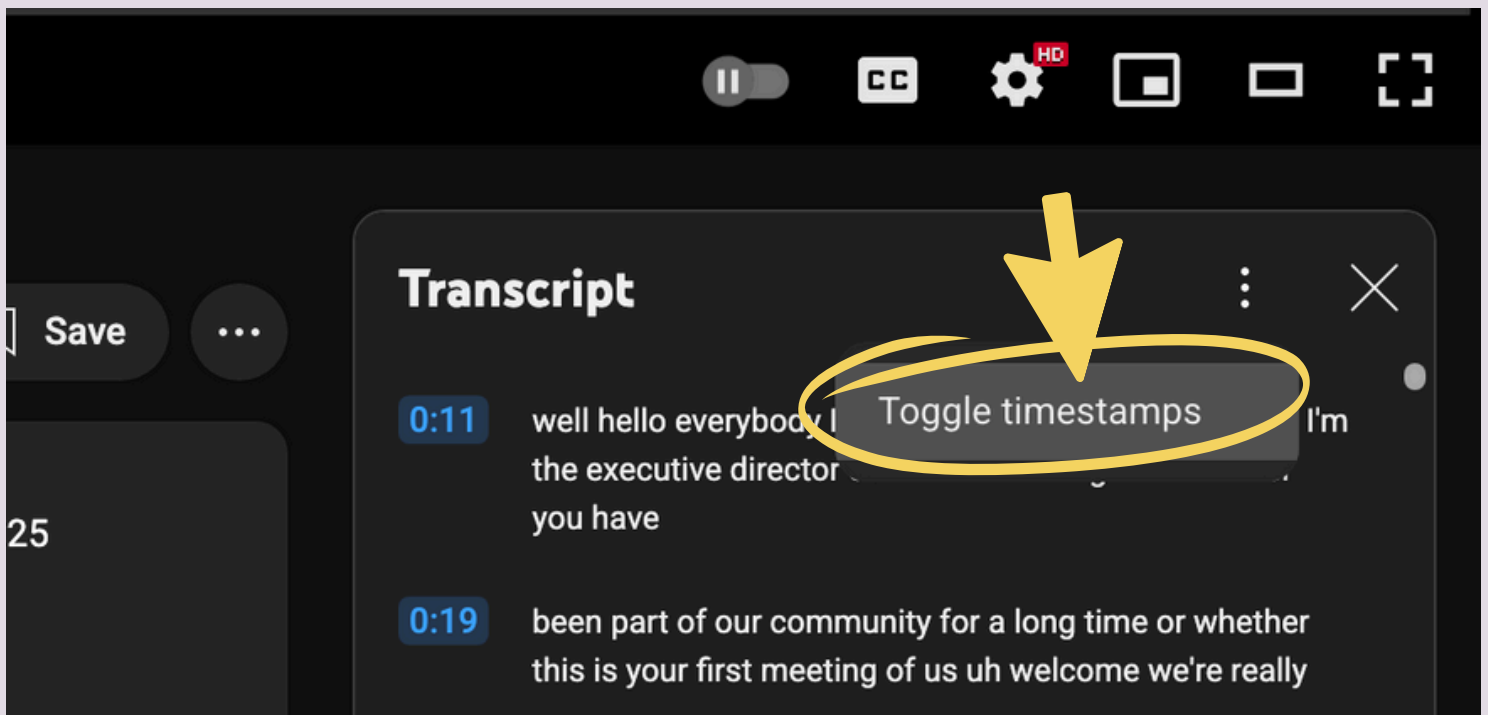 CC HD
Save
Transcript
Toggle timestamps
25
0:11 well hello everybody I'm
the executive director
you have
0:19 been part of our community for a long time or whether
this is your first meeting of us uh welcome we're really